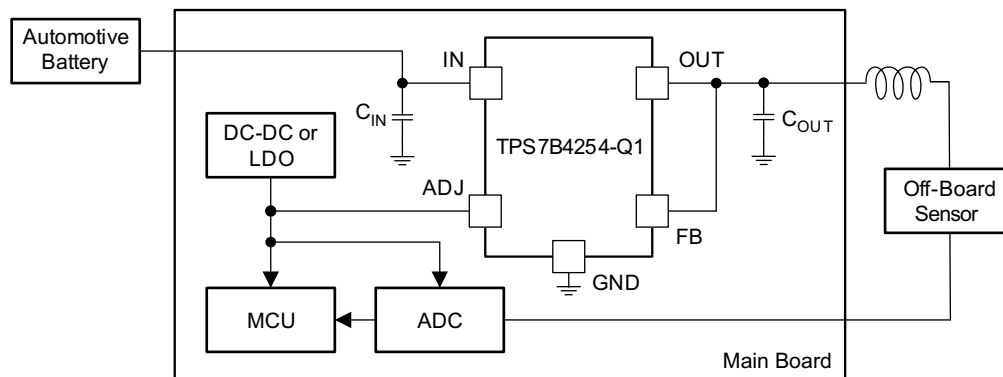 Automotive
Battery
IN
OUT
C_IN
C_OUT
TPS7B4254-Q1
DC-DC or
LDO
ADJ
FB
Off-Board
Sensor
GND
MCU
ADC
Main Board